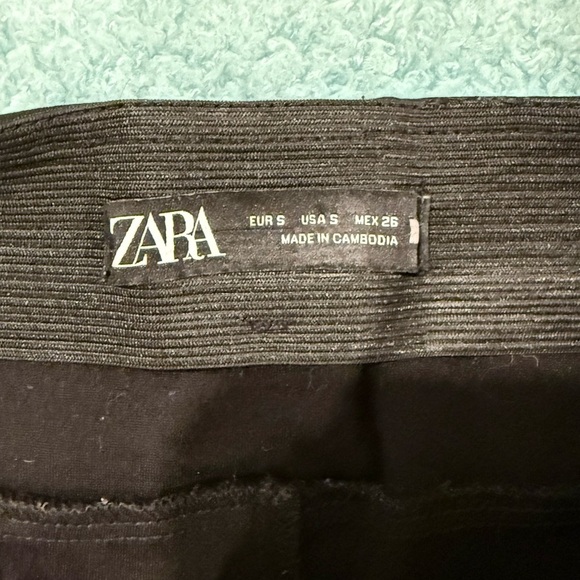 ZARA
EUR S USA S MEX 26
MADE IN CAMBODIA